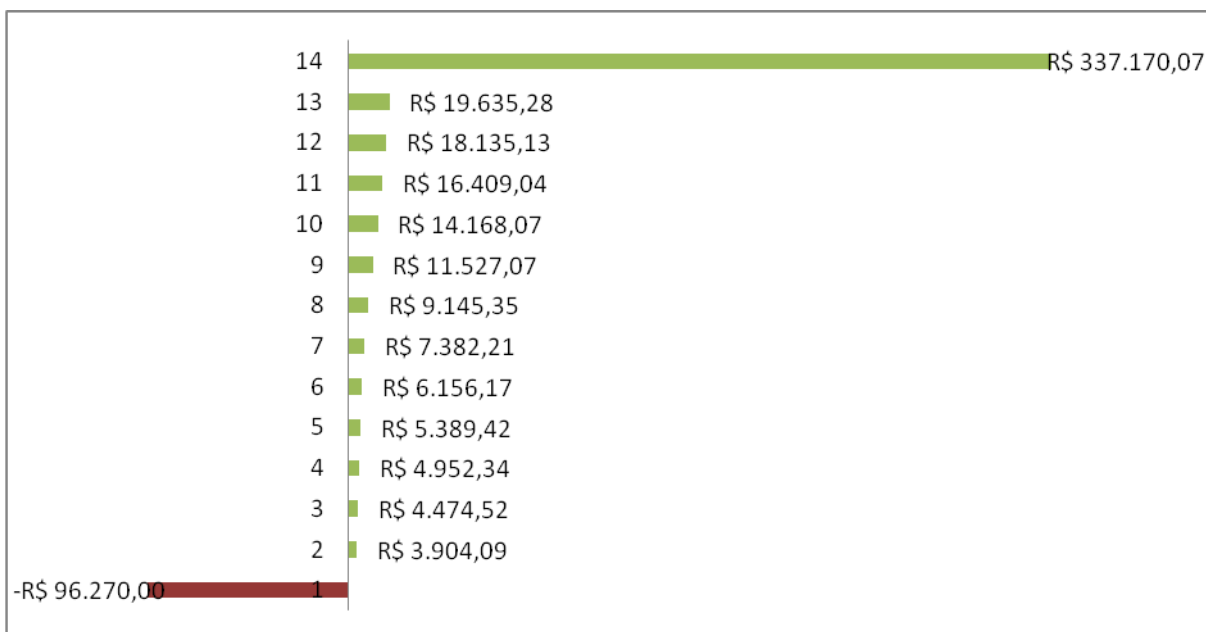 14 R$ 337.170,07
13 R$ 19.635,28
12 R$ 18.135,13
11 R$ 16.409,04
10 R$ 14.168,07
9 R$ 11.527,07
8 R$ 9.145,35
7 R$ 7.382,21
6 R$ 6.156,17
5 R$ 5.389,42
4 R$ 4.952,34
3 R$ 4.474,52
2 R$ 3.904,09
-R$ 96.270,00 1